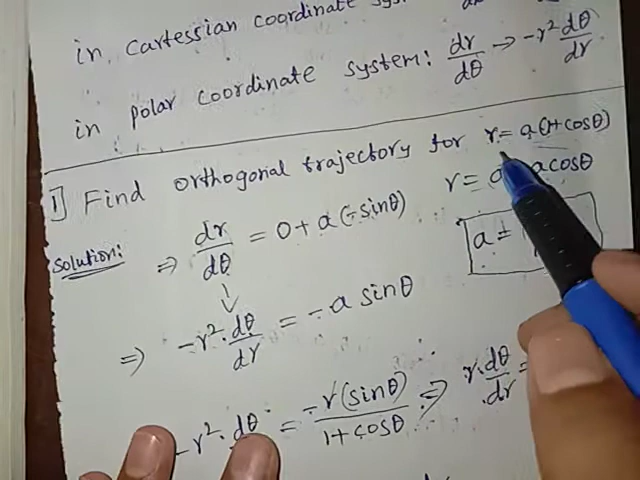 in cartessian coordinate
in polar coordinate system: dr/dθ → -r² dθ/dr
1] Find orthogonal trajectory for r = a(1+cosθ)
r = a cosθ
Solution: ⇒ dr/dθ = 0 + a(-sinθ)
a =
⇒ -r². dθ/dr = -a sinθ
-r². dθ = -r(sinθ)/1+cosθ ⇒ r. dθ/dr =